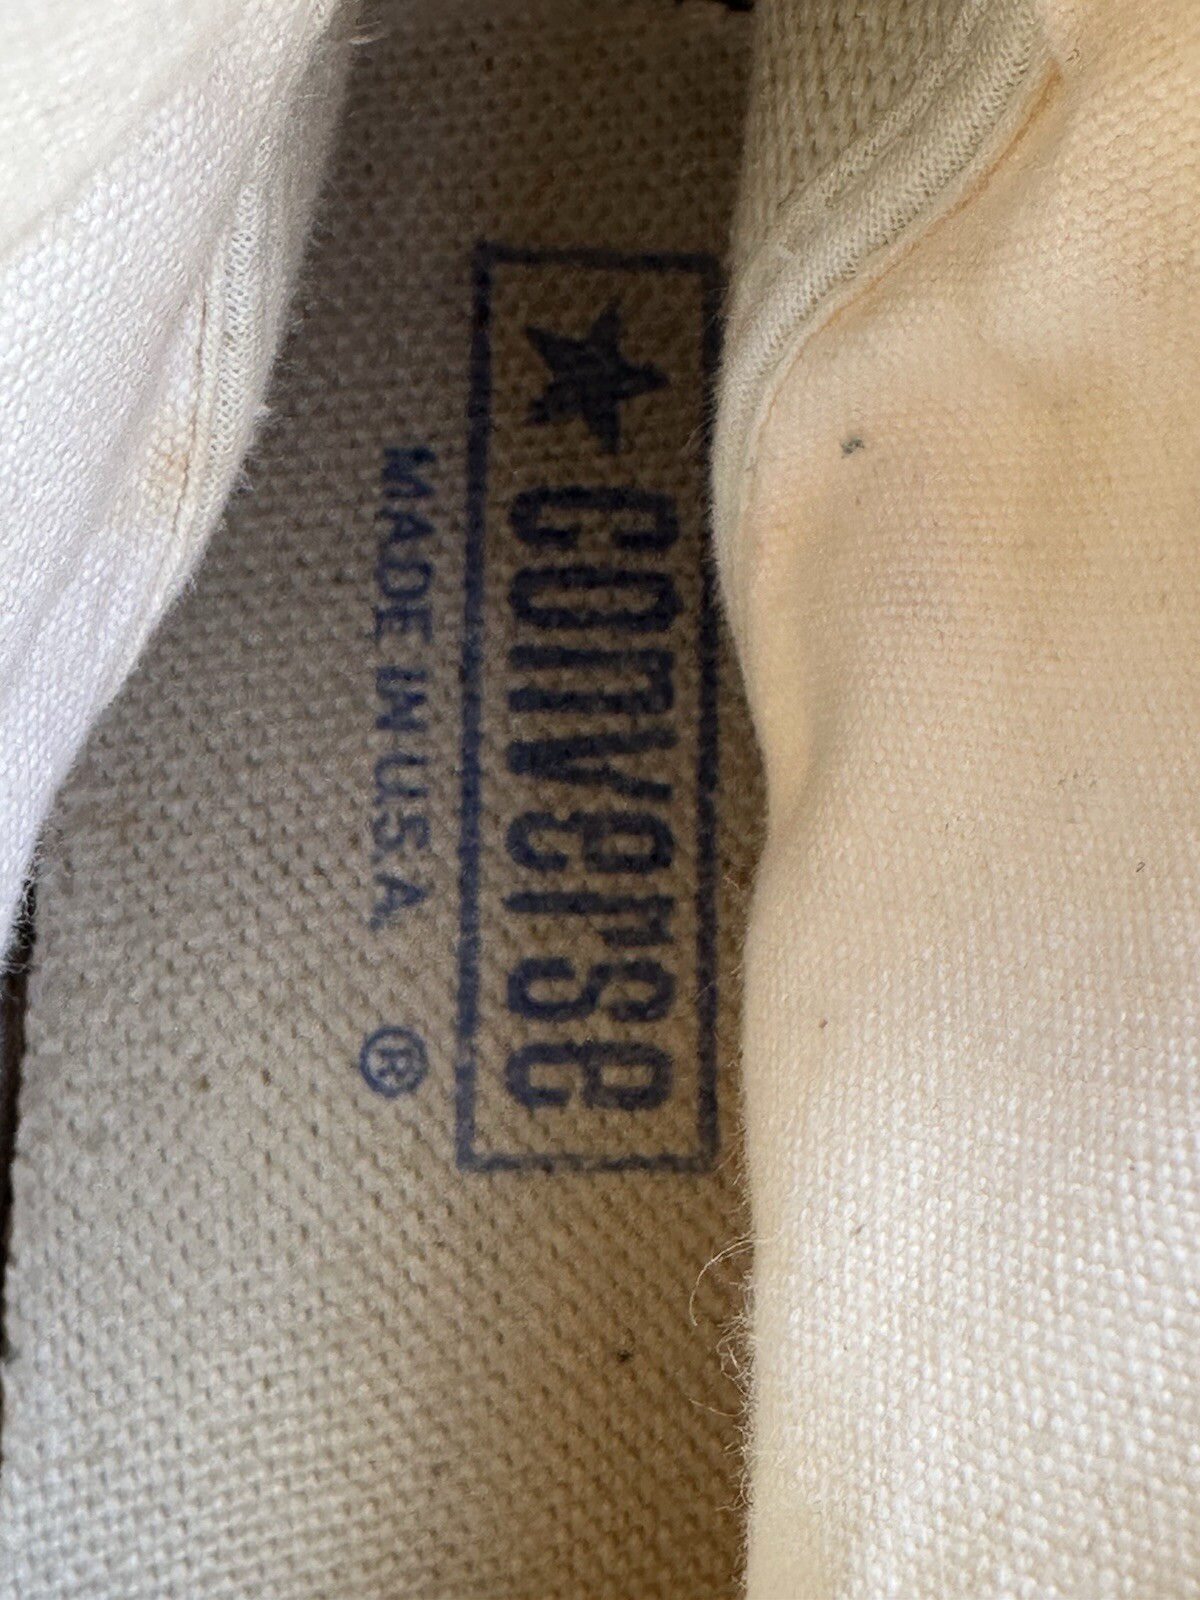 ★ converse
MADE IN U.S.A.
®